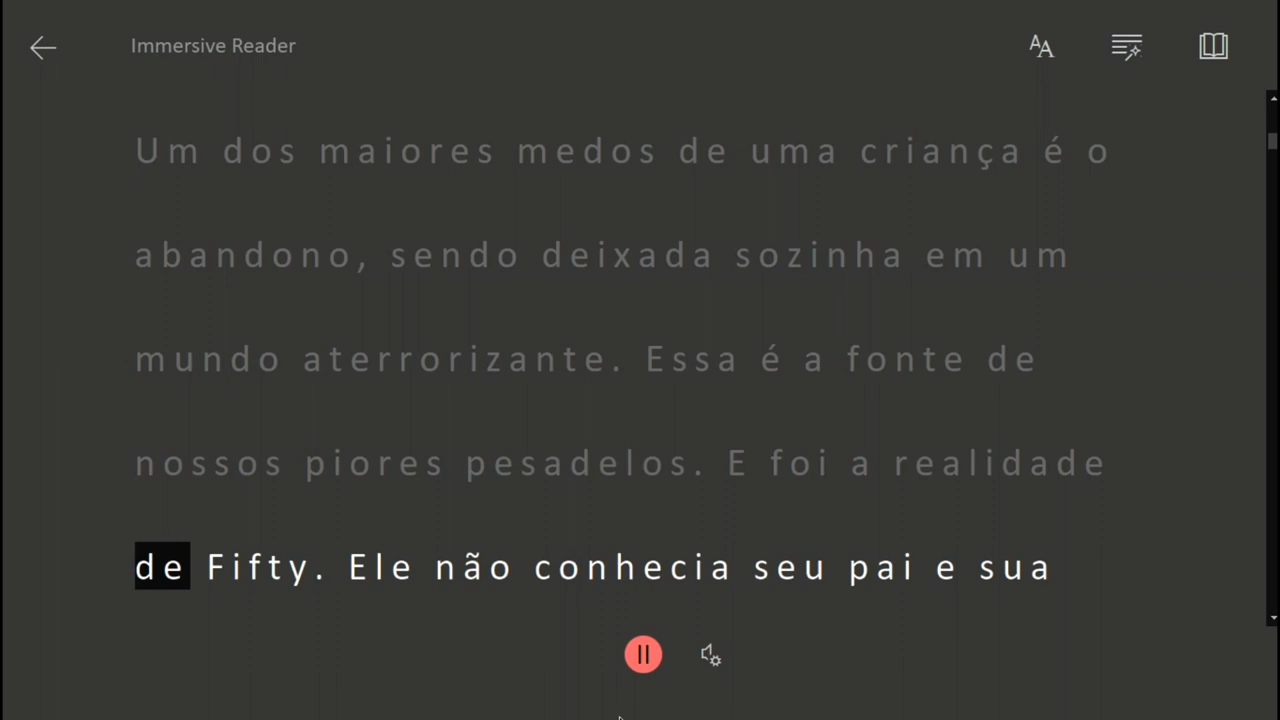 Immersive Reader
Um dos maiores medos de uma criança é o
abandono, sendo deixada sozinha em um
mundo aterrorizante. Essa é a fonte de
nossos piores pesadelos. E foi a realidade
de Fifty. Ele não conhecia seu pai e sua